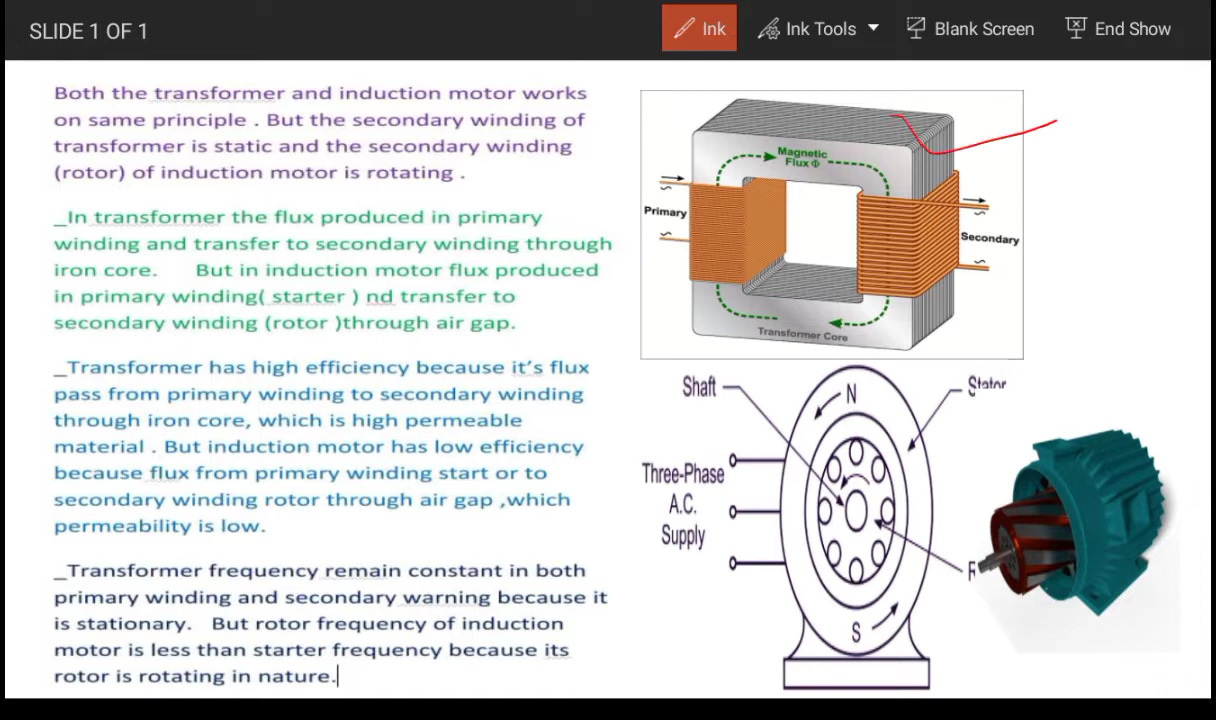 SLIDE 1 OF 1
Ink
Ink Tools
Blank Screen
End Show
Both the transformer and induction motor works
on same principle . But the secondary winding of
transformer is static and the secondary winding
(rotor) of induction motor is rotating .
_In transformer the flux produced in primary
winding and transfer to secondary winding through
iron core. But in induction motor flux produced
in primary winding( starter ) nd transfer to
secondary winding (rotor )through air gap.
_Transformer has high efficiency because it's flux
pass from primary winding to secondary winding
through iron core, which is high permeable
material . But induction motor has low efficiency
because flux from primary winding start or to
secondary winding rotor through air gap ,which
permeability is low.
_Transformer frequency remain constant in both
primary winding and secondary warning because it
is stationary. But rotor frequency of induction
motor is less than starter frequency because its
rotor is rotating in nature.
Magnetic
Flux Φ
Primary
Secondary
Transformer Core
Shaft
N
Stator
Three-Phase
A.C.
Supply
S